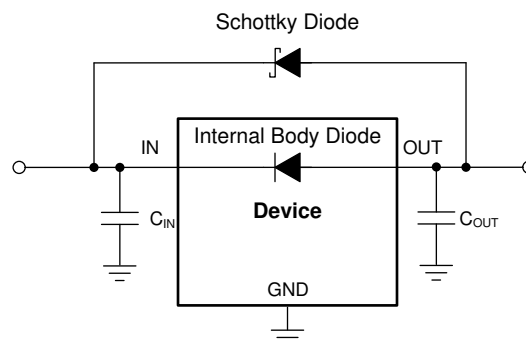 Schottky Diode
Internal Body Diode
IN
OUT
C_IN
Device
C_OUT
GND